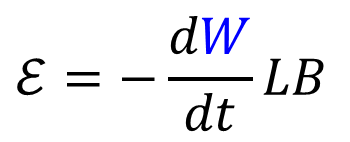 ℰ = − dW/dt LB